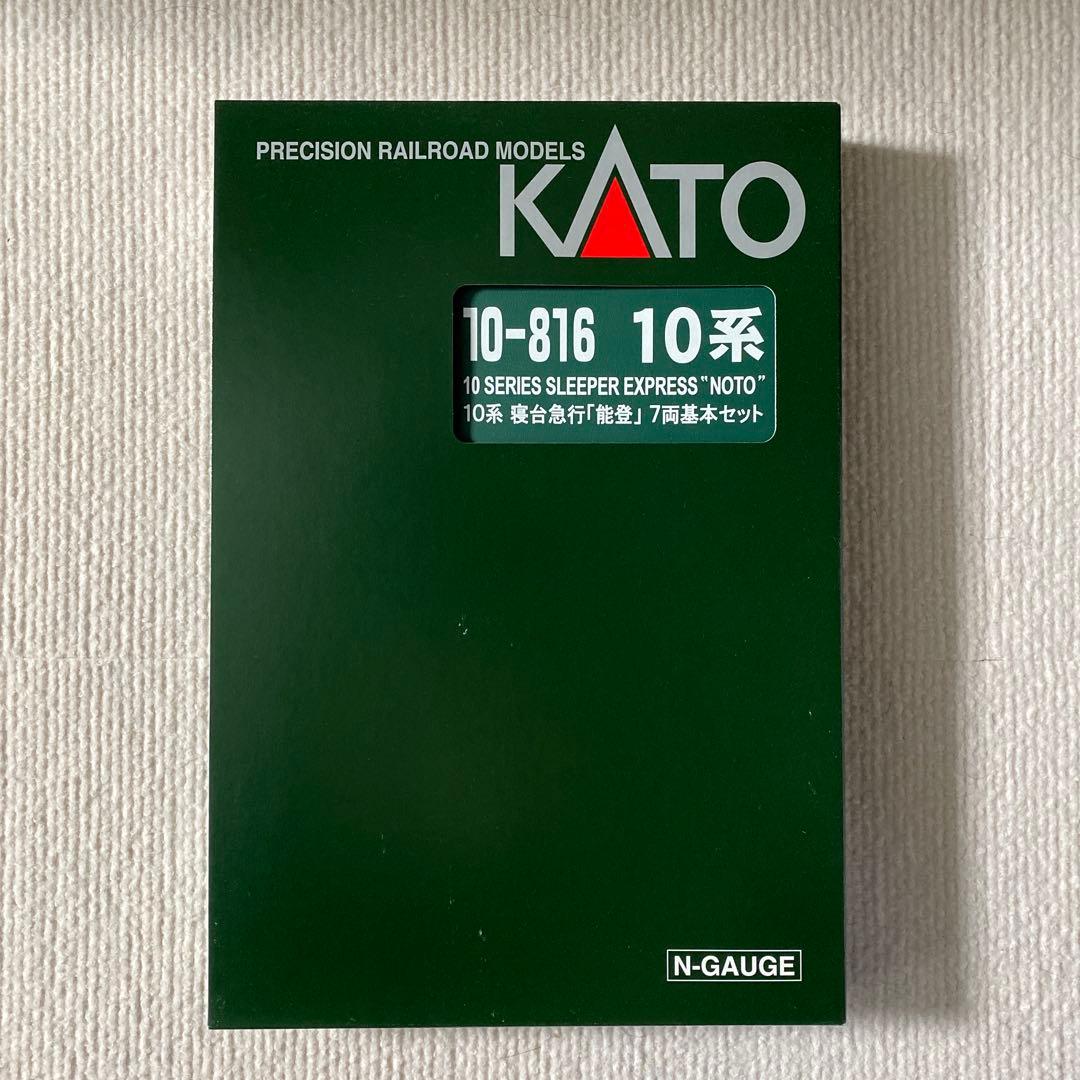 PRECISION RAILROAD MODELS
KATO
10-816 10系
10 SERIES SLEEPER EXPRESS “NOTO”
10系 寝台急行「能登」 7両基本セット
N-GAUGE